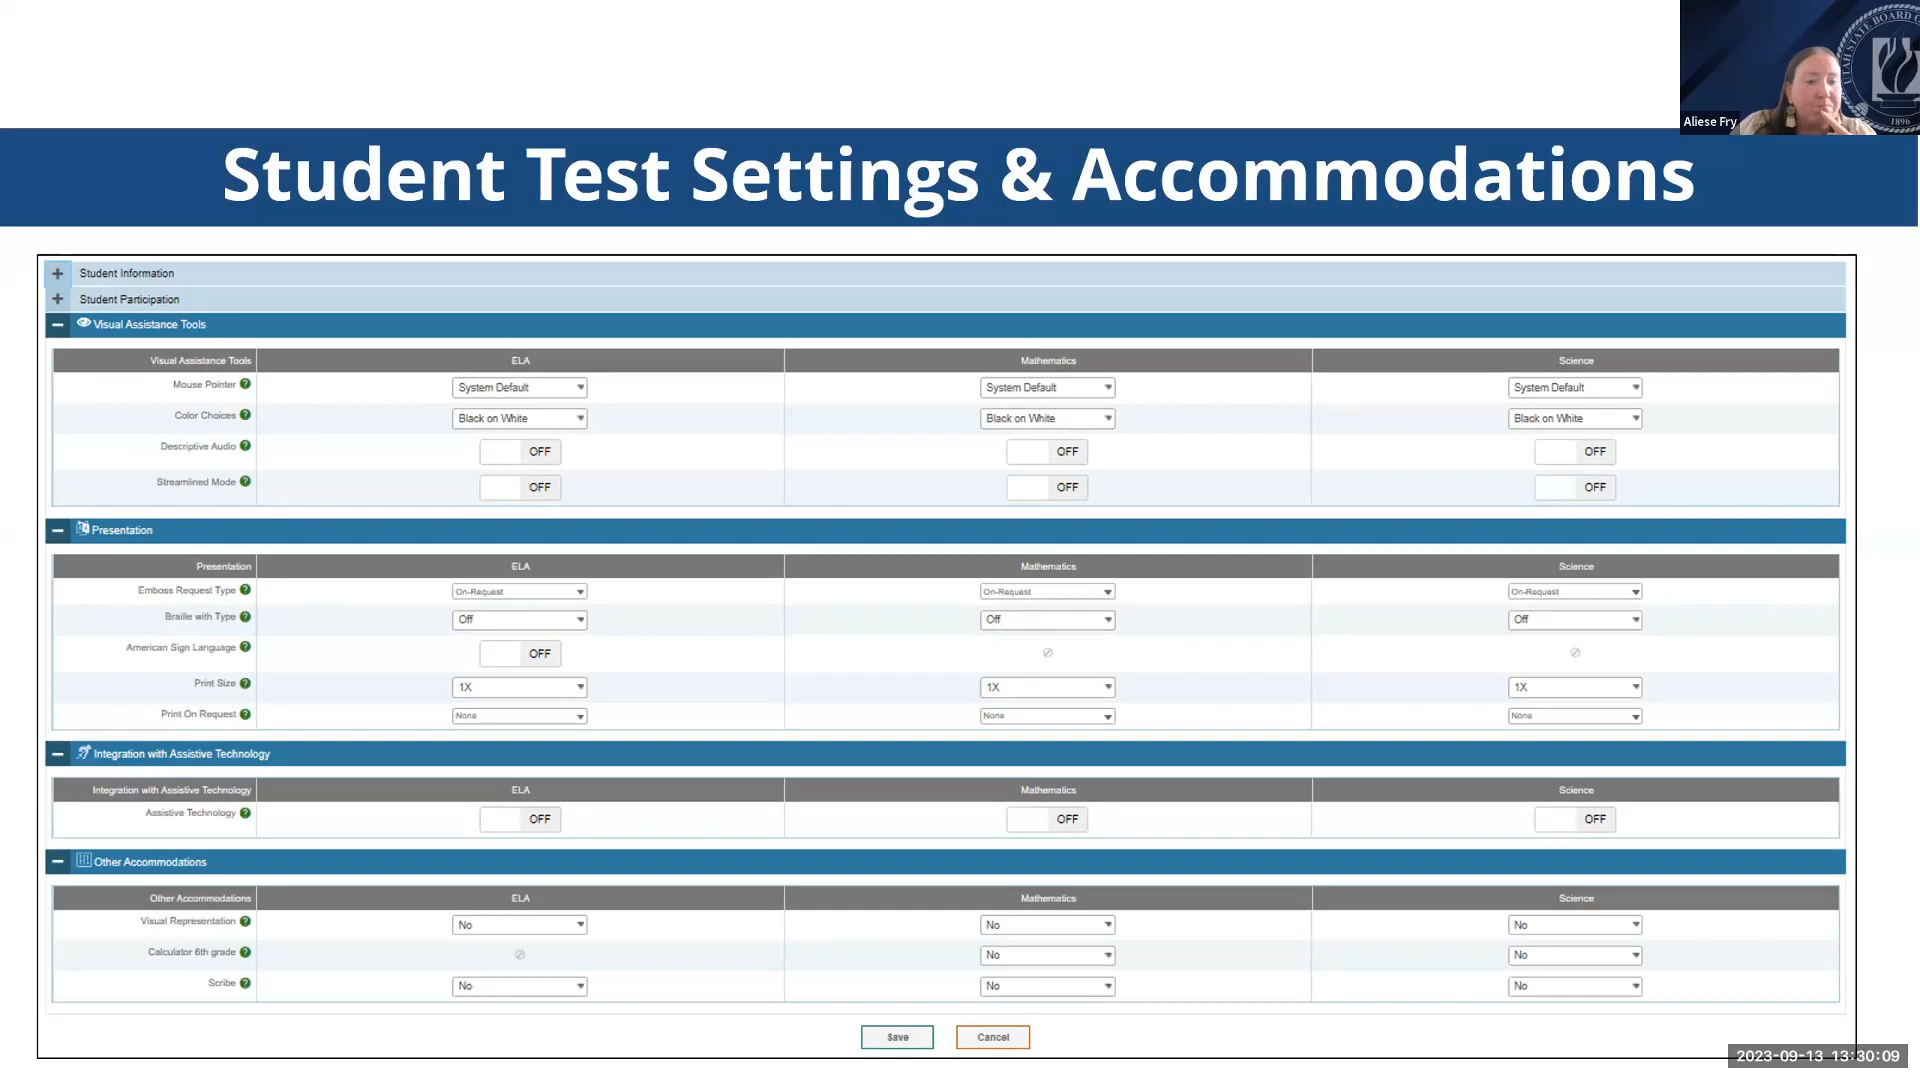 UTAH STATE BOARD O
1896
Aliese Fry
Student Test Settings & Accommodations
Student Information
Student Participation
Visual Assistance Tools
Visual Assistance Tools ELA Mathematics Science
Mouse Pointer System Default System Default System Default
Color Choices Black on White Black on White Black on White
Descriptive Audio OFF OFF OFF
Streamlined Mode OFF OFF OFF
Presentation
Presentation ELA Mathematics Science
Emboss Request Type On-Request On-Request On-Request
Braille with Type Off Off Off
American Sign Language OFF
Print Size 1X 1X 1X
Print On Request None None None
Integration with Assistive Technology
Integration with Assistive Technology ELA Mathematics Science
Assistive Technology OFF OFF OFF
Other Accommodations
Other Accommodations ELA Mathematics Science
Visual Representation No No No
Calculator 6th grade No No
Scribe No No No
Save Cancel
2023-09-13 13:30:09